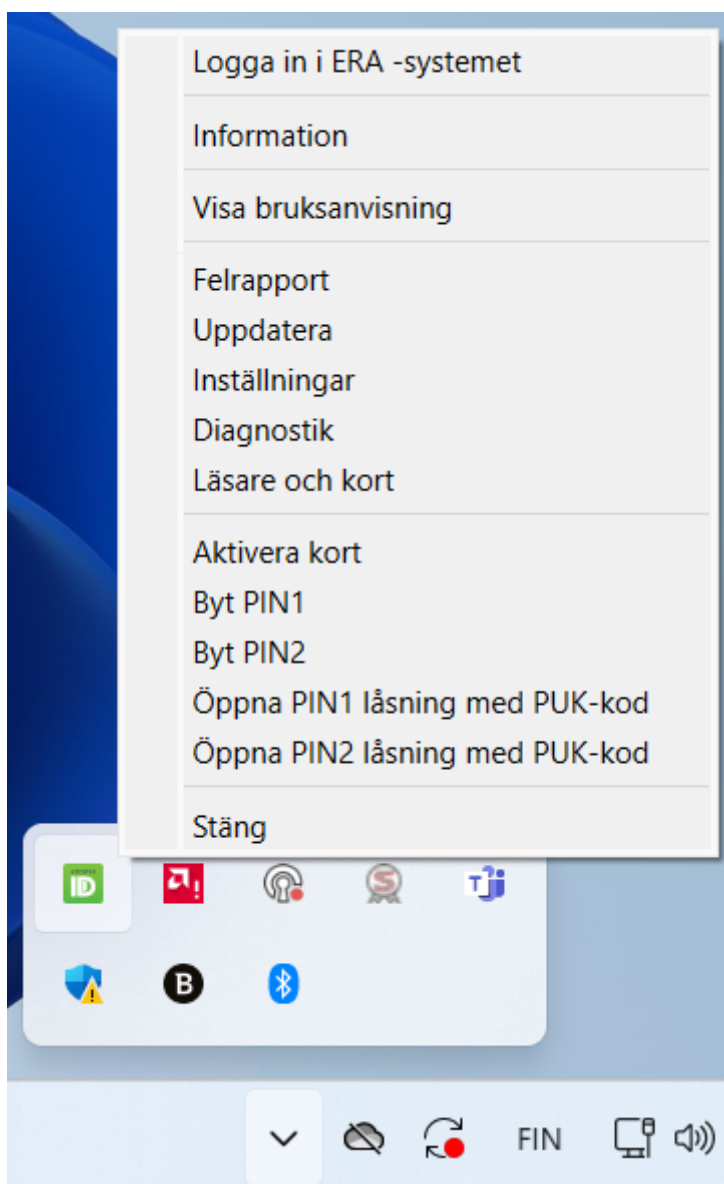 Logga in i ERA -systemet
Information
Visa bruksanvisning
Felrapport
Uppdatera
Inställningar
Diagnostik
Läsare och kort
Aktivera kort
Byt PIN1
Byt PIN2
Öppna PIN1 låsning med PUK-kod
Öppna PIN2 låsning med PUK-kod
Stäng
ID
S
T
B
FIN